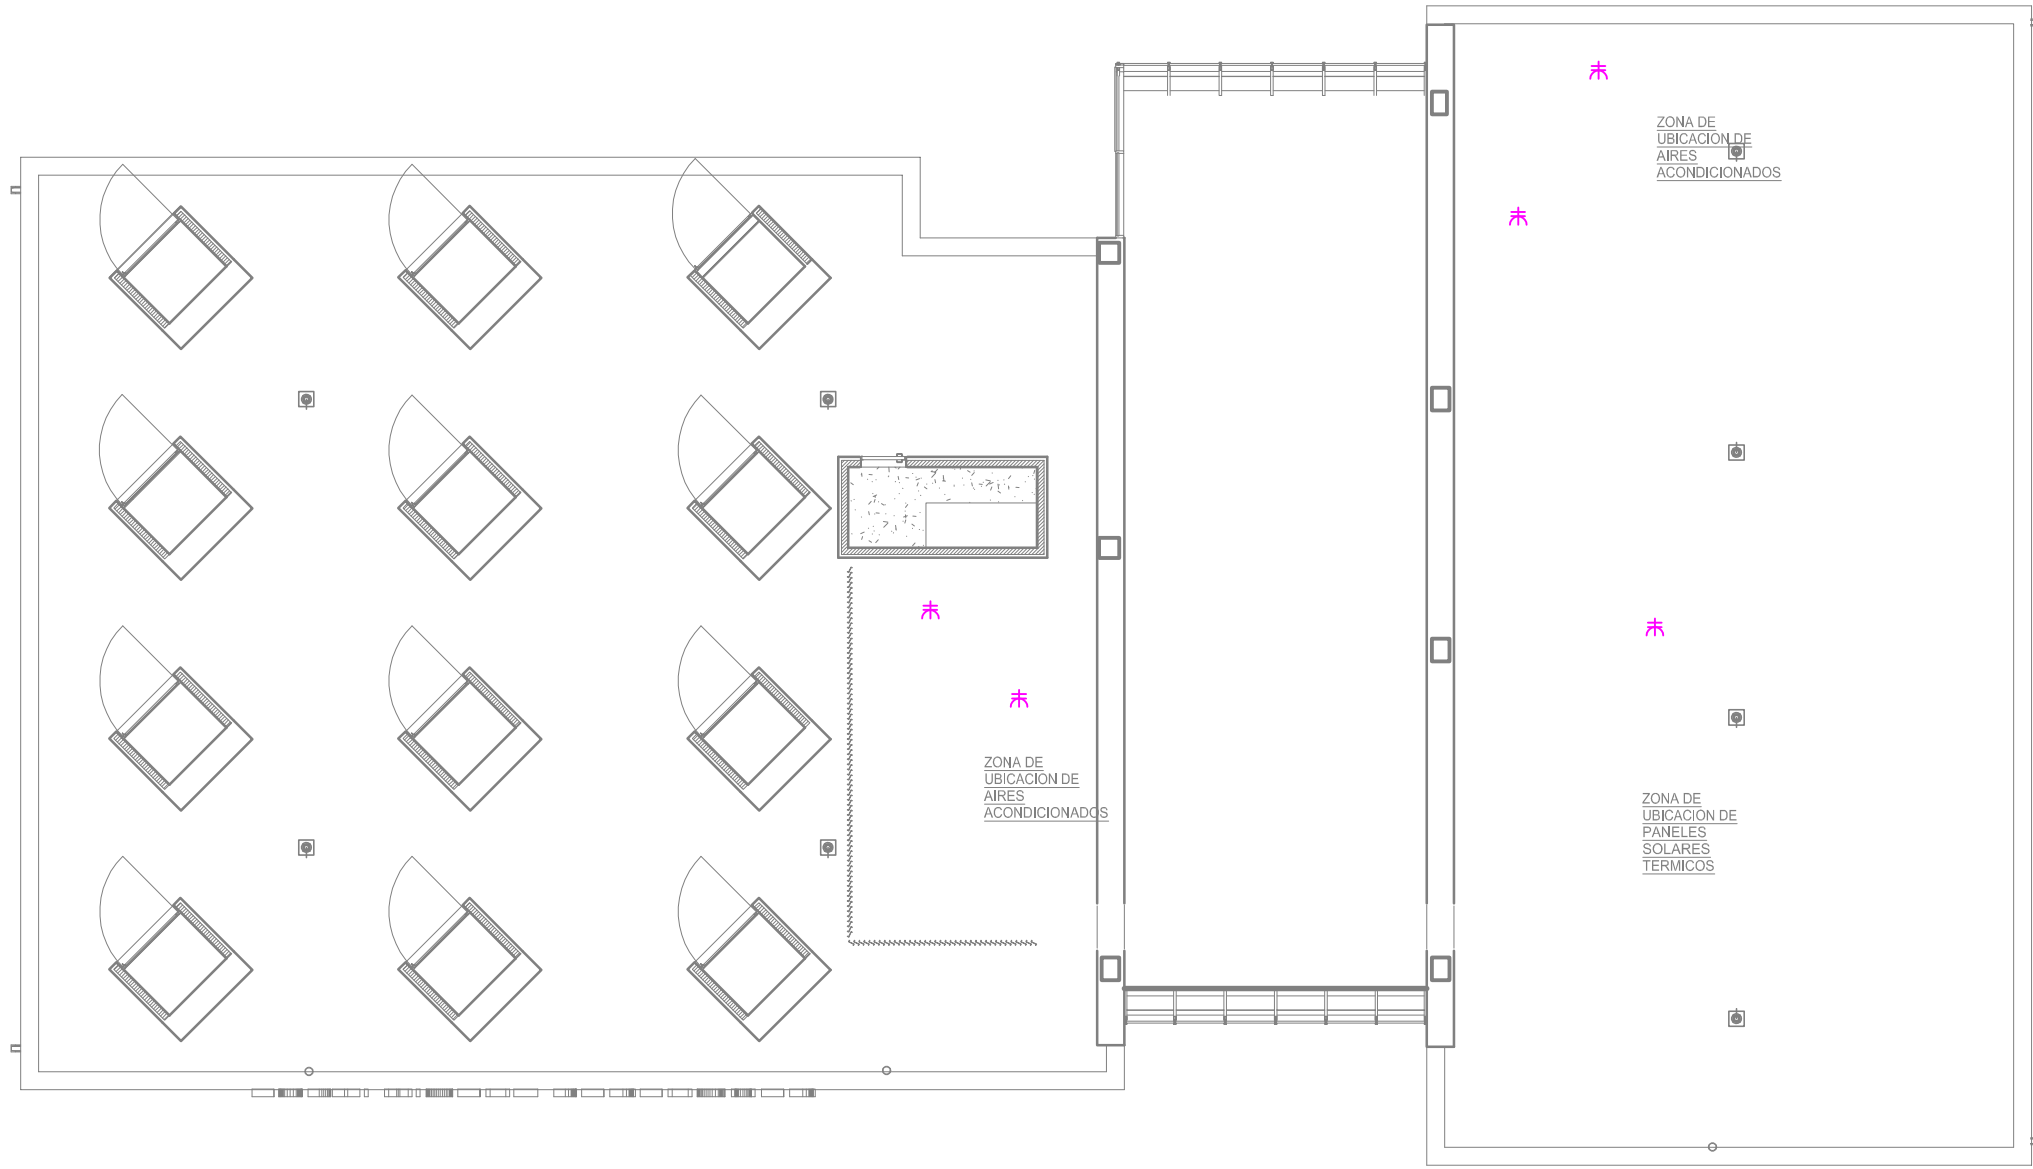 ZONA DE
UBICACION DE
AIRES
ACONDICIONADOS
ZONA DE
UBICACION DE
AIRES
ACONDICIONADOS
ZONA DE
UBICACION DE
PANELES
SOLARES
TERMICOS